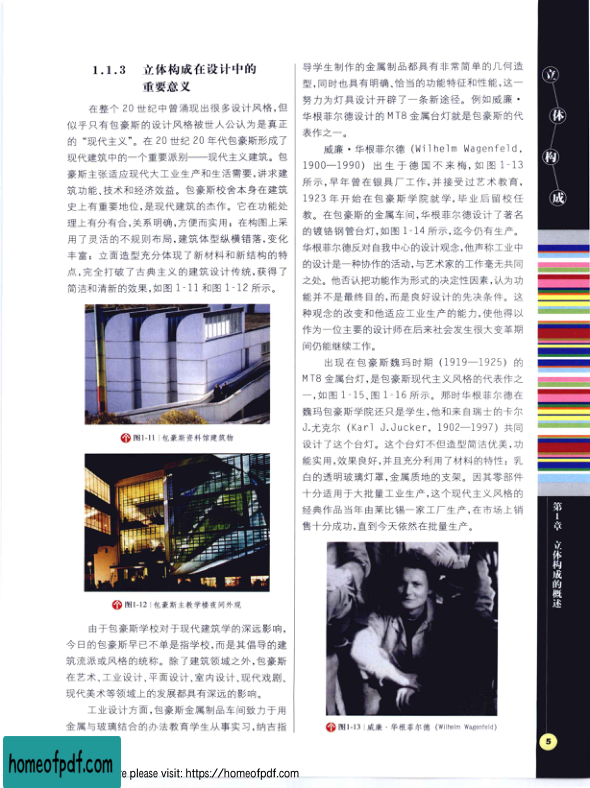 1.1.3 立体构成在设计中的
重要意义
在整个 20 世纪中曾涌现出很多设计风格,但
似乎只有包豪斯的设计风格被世人公认为是真正
的“现代主义”。在 20 世纪 20 年代包豪斯形成了
现代建筑中的一个重要派别——现代主义建筑。包
豪斯主张适应现代大工业生产和生活需要,讲求建
筑功能、技术和经济效益。包豪斯校舍本身在建筑
史上有重要地位,是现代建筑的杰作。它在功能处
理上有分有合,关系明确,方便而实用；在构图上采
用了灵活的不规则布局,建筑体型纵横错落,变化
丰富；立面造型充分体现了新材料和新结构的特
点,完全打破了古典主义的建筑设计传统,获得了
简洁和清新的效果,如图 1-11 和图 1-12 所示。
图1-11 | 包豪斯资料馆建筑物
图1-12 | 包豪斯主教学楼夜间外观
由于包豪斯学校对于现代建筑学的深远影响,
今日的包豪斯早已不单是指学校,而是其倡导的建
筑流派或风格的统称。除了建筑领域之外,包豪斯
在艺术、工业设计、平面设计、室内设计、现代戏剧、
现代美术等领域上的发展都具有深远的影响。
工业设计方面,包豪斯金属制品车间致力于用
金属与玻璃结合的办法教育学生从事实习,纳吉指
导学生制作的金属制品都具有非常简单的几何造
型,同时也具有明确、恰当的功能特征和性能,这一
努力为灯具设计开辟了一条新途径。例如威廉·
华根菲尔德设计的 MT8 金属台灯就是包豪斯的代
表作之一。
威廉·华根菲尔德 (Wilhelm Wagenfeld,
1900—1990) 出生于德国不来梅,如图 1-13
所示,早年曾在银具厂工作,并接受过艺术教育,
1923 年开始在包豪斯学院就学,毕业后留校任
教。在包豪斯的金属车间,华根菲尔德设计了著名
的镀铬钢管台灯,如图 1-14 所示,迄今仍有生产。
华根菲尔德反对自我中心的设计观念,他声称工业中
的设计是一种协作的活动,与艺术家的工作毫无共同
之处。他否认把功能作为形式的决定性因素,认为功
能并不是最终目的,而是良好设计的先决条件。这
种观念的改变和他适应工业生产的能力,使他得以
作为一位主要的设计师在后来社会发生很大变革期
间仍能继续工作。
出现在包豪斯魏玛时期 (1919—1925) 的
MT8 金属台灯,是包豪斯现代主义风格的代表作之
一,如图 1-15、图 1-16 所示。那时华根菲尔德在
魏玛包豪斯学院还只是学生,他和来自瑞士的卡尔
J.尤克尔 (Karl J.Jucker, 1902—1997) 共同
设计了这个台灯。这个台灯不但造型简洁优美,功
能实用,效果良好,并且充分利用了材料的特性；乳
白的透明玻璃灯罩,金属质地的支架。因其零部件
十分适用于大批量工业生产,这个现代主义风格的
经典作品当年由莱比锡一家工厂生产,在市场上销
售十分成功,直到今天依然在批量生产。
图1-13 | 威廉·华根菲尔德 (Wilhelm Wagenfeld)
立体构成
第1章 立体构成的概述
5
homeofpdf.com
re please visit: https://homeofpdf.com